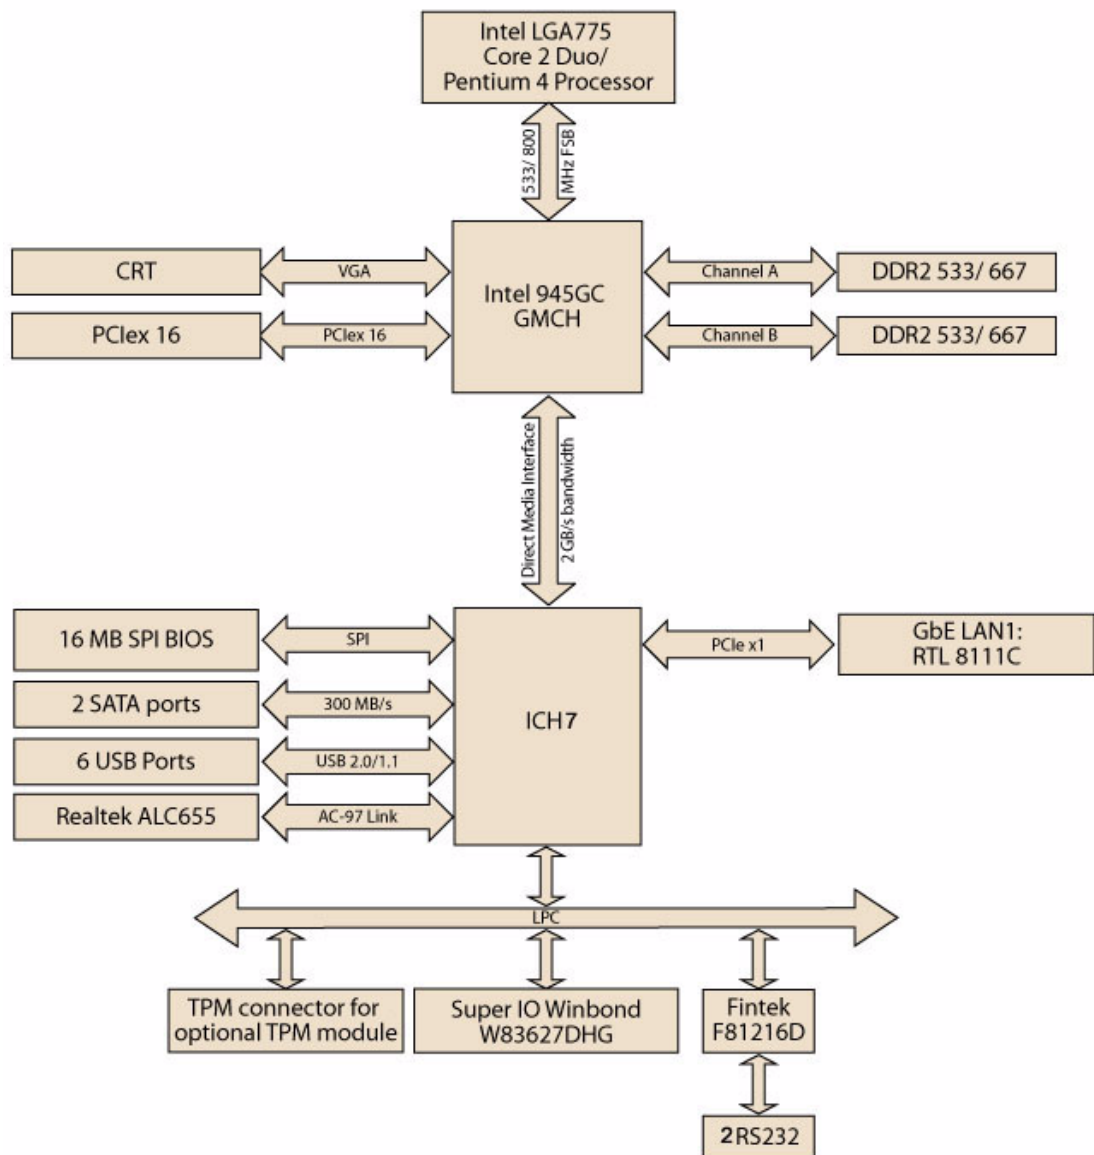 Intel LGA775
Core 2 Duo/
Pentium 4 Processor
533/ 800
MHz FSB
CRT
VGA
Intel 945GC
GMCH
Channel A
DDR2 533/ 667
PCIex 16
PCIex 16
Channel B
DDR2 533/ 667
Direct Media Interface
2 GB/s bandwidth
16 MB SPI BIOS
SPI
ICH7
PCIe x1
GbE LAN1:
RTL 8111C
2 SATA ports
300 MB/s
6 USB Ports
USB 2.0/1.1
Realtek ALC655
AC-97 Link
LPC
TPM connector for
optional TPM module
Super IO Winbond
W83627DHG
Fintek
F81216D
2RS232